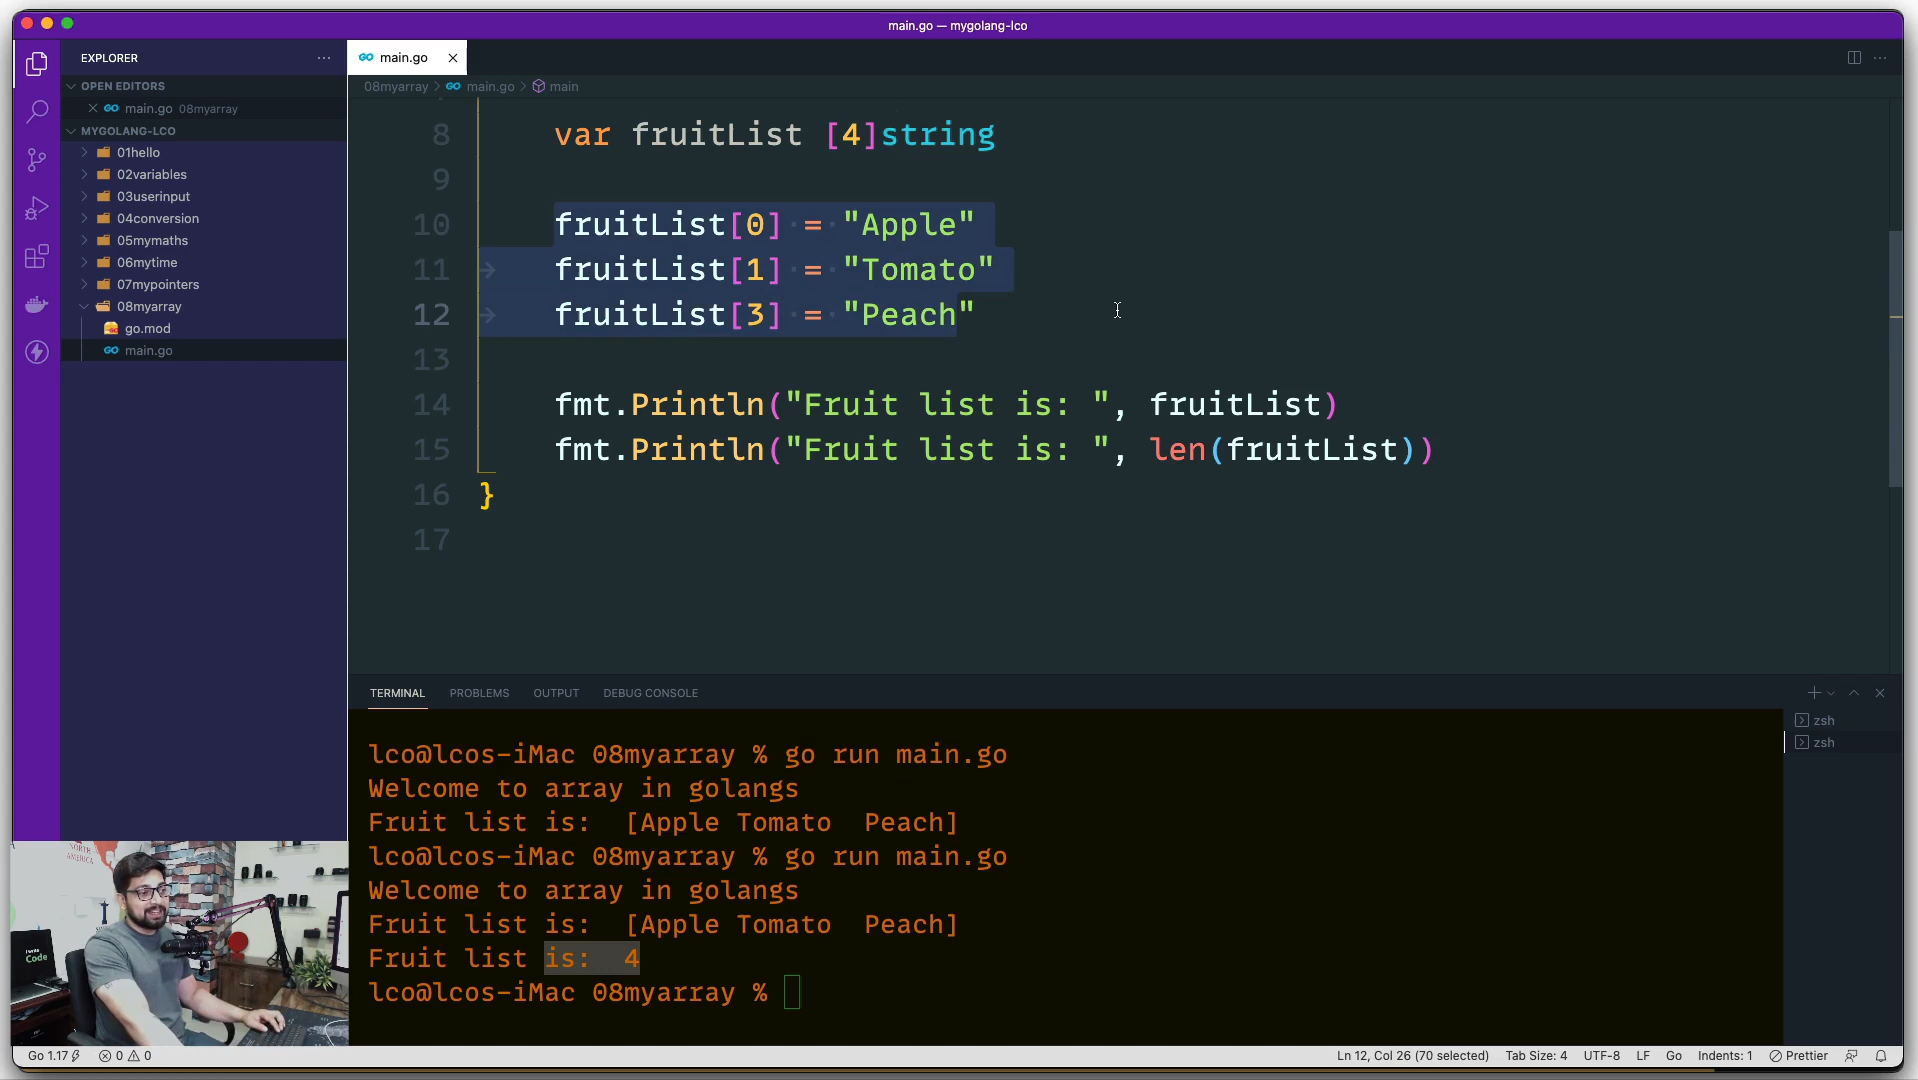 main.go — mygolang-lco
EXPLORER
OPEN EDITORS
main.go 08myarray
MYGOLANG-LCO
01hello
02variables
03userinput
04conversion
05mymaths
06mytime
07mypointers
08myarray
go.mod
main.go
main.go
08myarray > main.go > main
8 var fruitList [4]string
9
10 fruitList[0] = "Apple"
11 fruitList[1] = "Tomato"
12 fruitList[3] = "Peach"
13
14 fmt.Println("Fruit list is: ", fruitList)
15 fmt.Println("Fruit list is: ", len(fruitList))
16 }
17
TERMINAL PROBLEMS OUTPUT DEBUG CONSOLE
zsh
zsh
lco@lcos-iMac 08myarray % go run main.go
Welcome to array in golangs
Fruit list is:  [Apple Tomato  Peach]
lco@lcos-iMac 08myarray % go run main.go
Welcome to array in golangs
Fruit list is:  [Apple Tomato  Peach]
Fruit list is:  4
lco@lcos-iMac 08myarray %
NORTH
AMERICA
I write
Code
Go 1.17 0 0 Ln 12, Col 26 (70 selected) Tab Size: 4 UTF-8 LF Go Indents: 1 Prettier